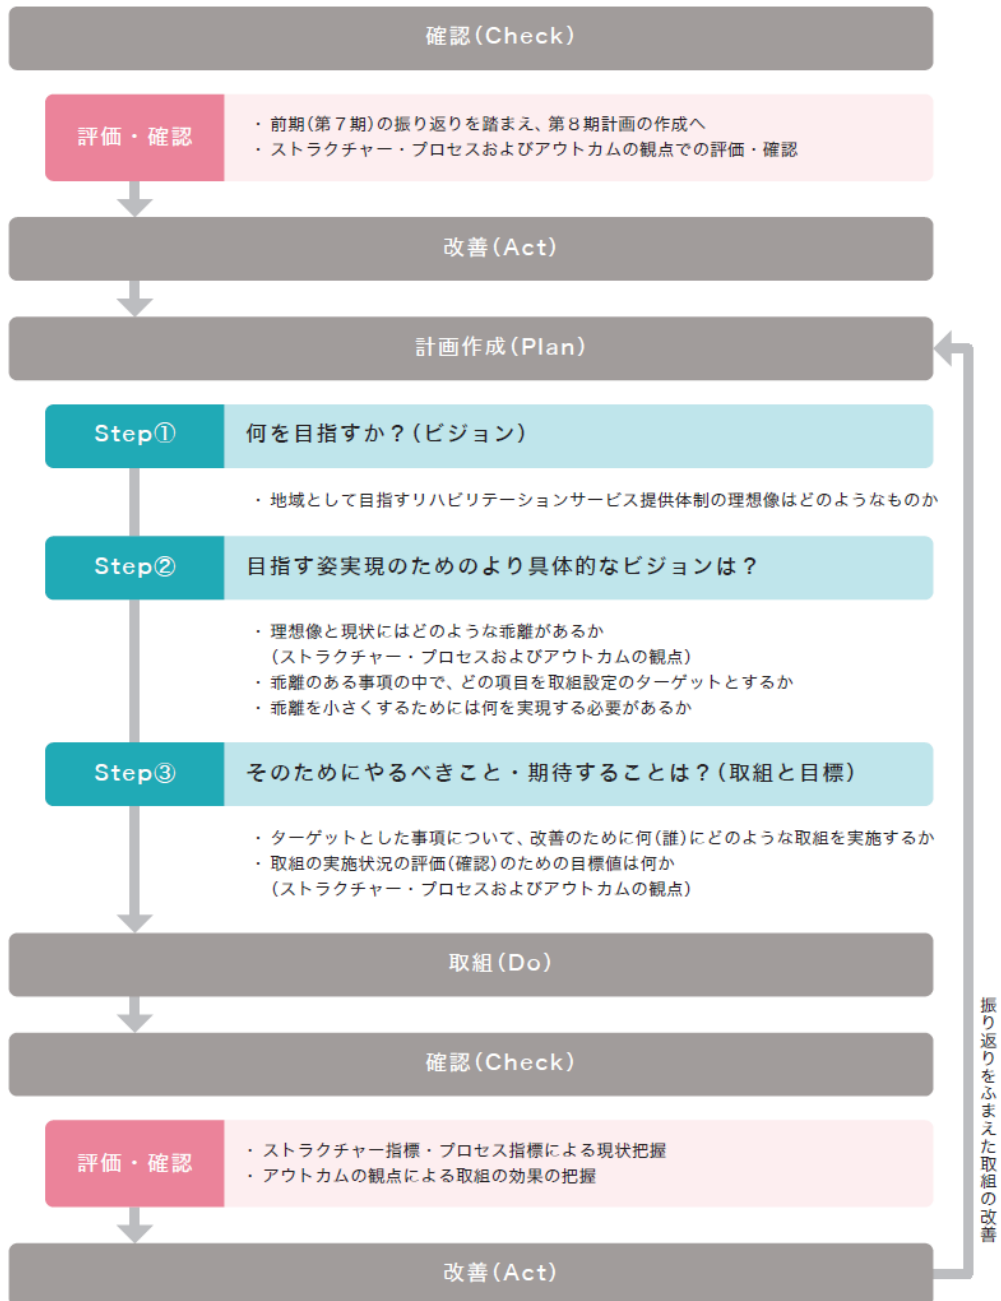 確認(Check)
評価・確認
・前期(第7期)の振り返りを踏まえ、第8期計画の作成へ
・ストラクチャー・プロセスおよびアウトカムの観点での評価・確認
改善(Act)
計画作成(Plan)
Step①
何を目指すか？(ビジョン)
・地域として目指すリハビリテーションサービス提供体制の理想像はどのようなものか
Step②
目指す姿実現のためのより具体的なビジョンは？
・理想像と現状にはどのような乖離があるか
(ストラクチャー・プロセスおよびアウトカムの観点)
・乖離のある事項の中で、どの項目を取組設定のターゲットとするか
・乖離を小さくするためには何を実現する必要があるか
Step③
そのためにやるべきこと・期待することは？(取組と目標)
・ターゲットとした事項について、改善のために何(誰)にどのような取組を実施するか
・取組の実施状況の評価(確認)のための目標値は何か
(ストラクチャー・プロセスおよびアウトカムの観点)
取組(Do)
確認(Check)
評価・確認
・ストラクチャー指標・プロセス指標による現状把握
・アウトカムの観点による取組の効果の把握
改善(Act)
振り返りをふまえた取組の改善